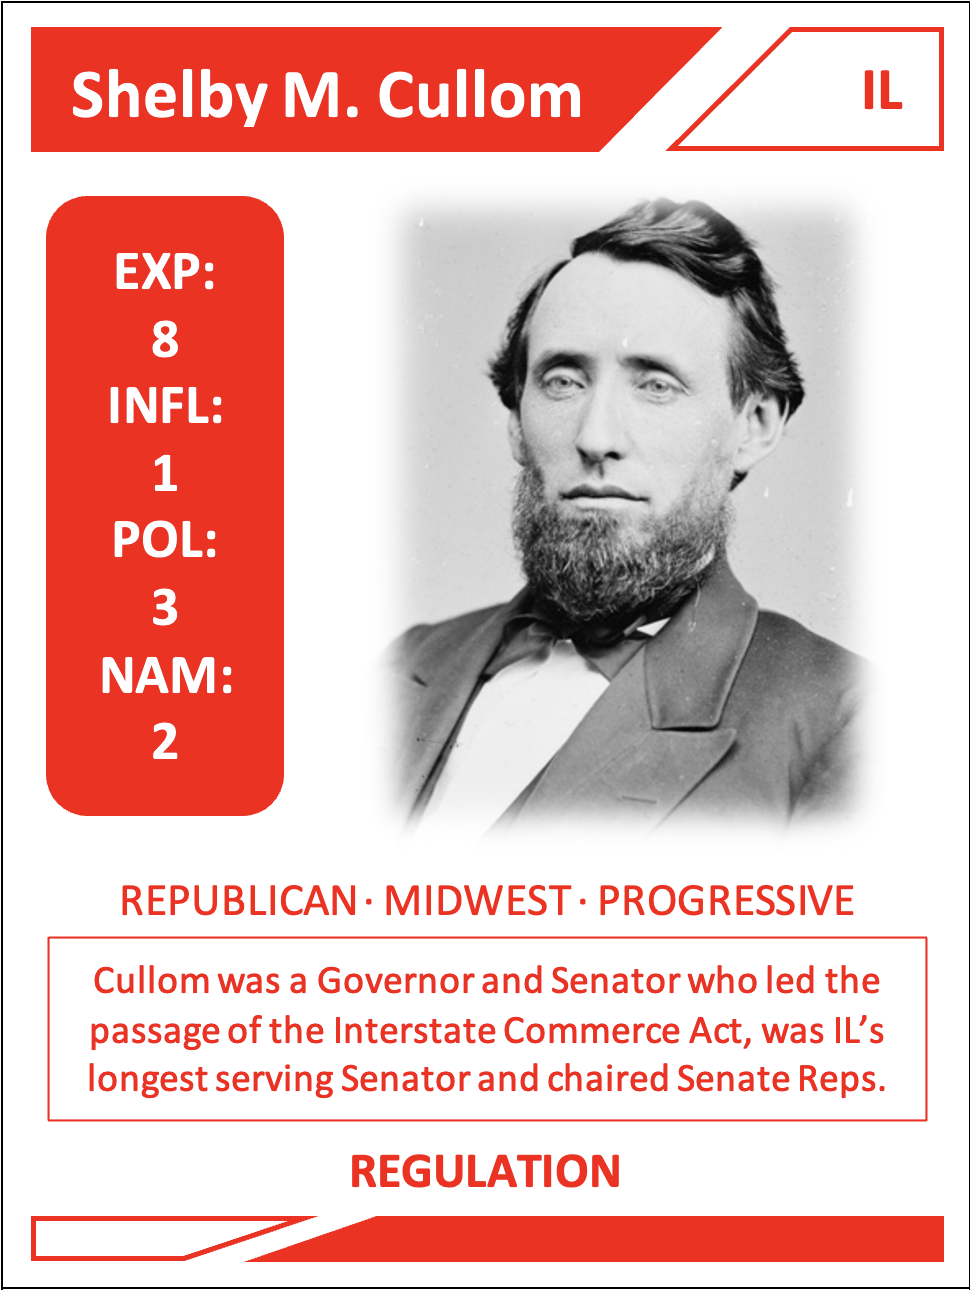 Shelby M. Cullom
IL
EXP:
8
INFL:
1
POL:
3
NAM:
2
REPUBLICAN · MIDWEST · PROGRESSIVE
Cullom was a Governor and Senator who led the
passage of the Interstate Commerce Act, was IL’s
longest serving Senator and chaired Senate Reps.
REGULATION